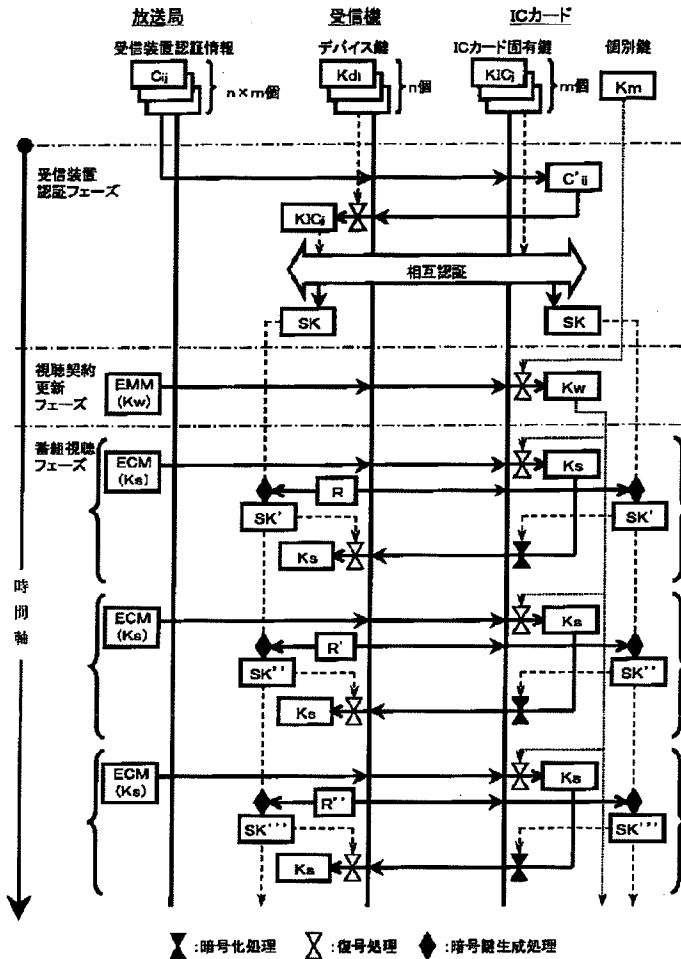 放送局
受信機
ICカード
受信装置認証情報
デバイス鍵
ICカード固有鍵
個別鍵
Cij
n×m個
Kdi
n個
KICj
m個
Km
受信装置
認証フェーズ
C'ij
KICj
相互認証
SK
SK
視聴契約
更新
フェーズ
EMM
(Kw)
Kw
番組視聴
フェーズ
ECM
(Ks)
Ks
R
SK'
SK'
Ks
時間軸
ECM
(Ks)
Ks
R'
SK''
SK''
Ks
ECM
(Ks)
Ks
R''
SK'''
SK'''
Ks
:暗号化処理
:復号処理
:暗号鍵生成処理